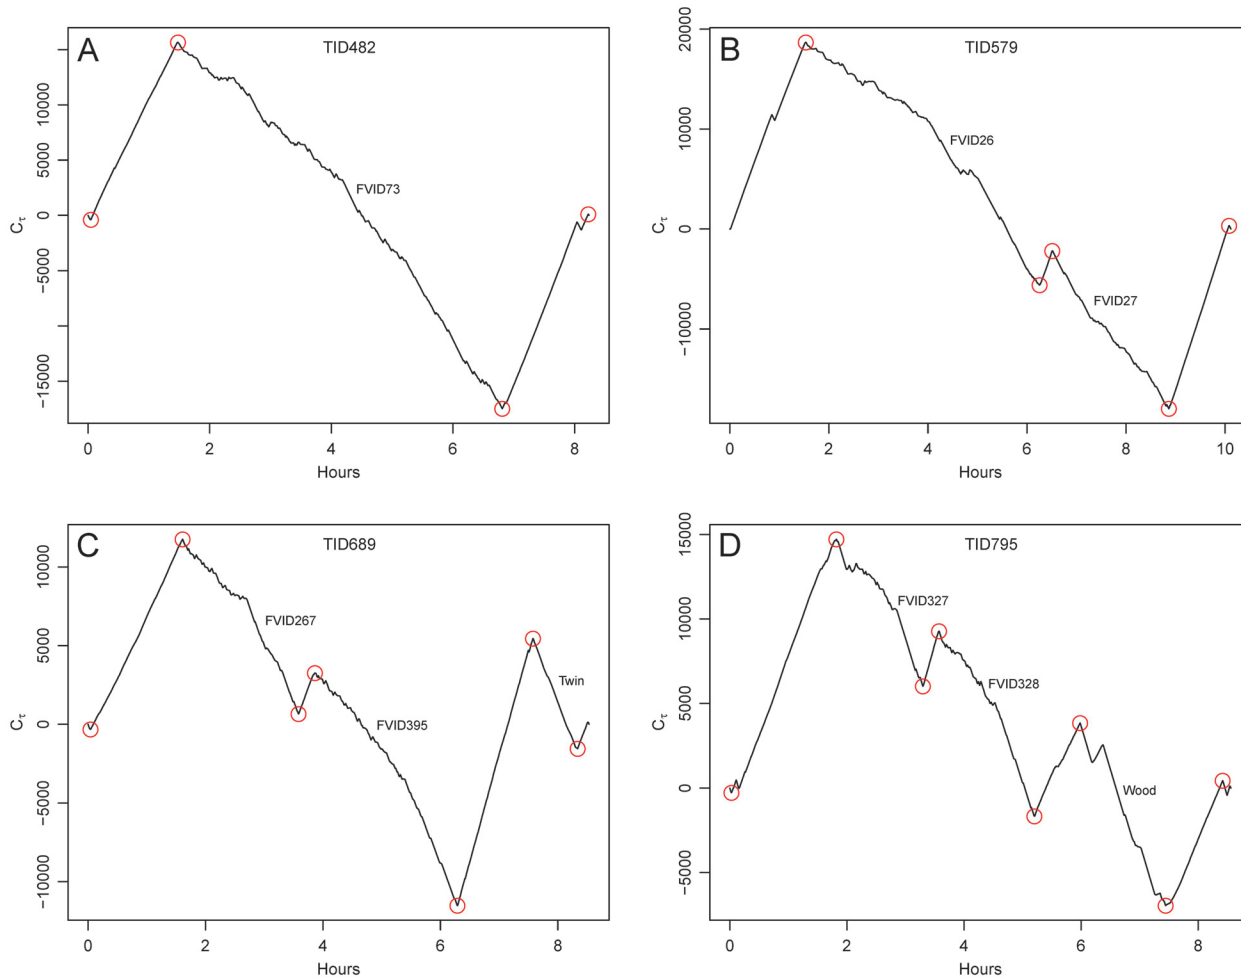 A
TID482
10000
5000
0
−5000
−15000
Cτ
FVID73
0 2 4 6 8
Hours
B
TID579
20000
10000
0
−10000
Cτ
FVID26
FVID27
0 2 4 6 8 10
Hours
C
TID689
10000
5000
0
−5000
−10000
Cτ
FVID267
FVID395
Twin
0 2 4 6 8
Hours
D
TID795
15000
10000
5000
0
−5000
Cτ
FVID327
FVID328
Wood
0 2 4 6 8
Hours